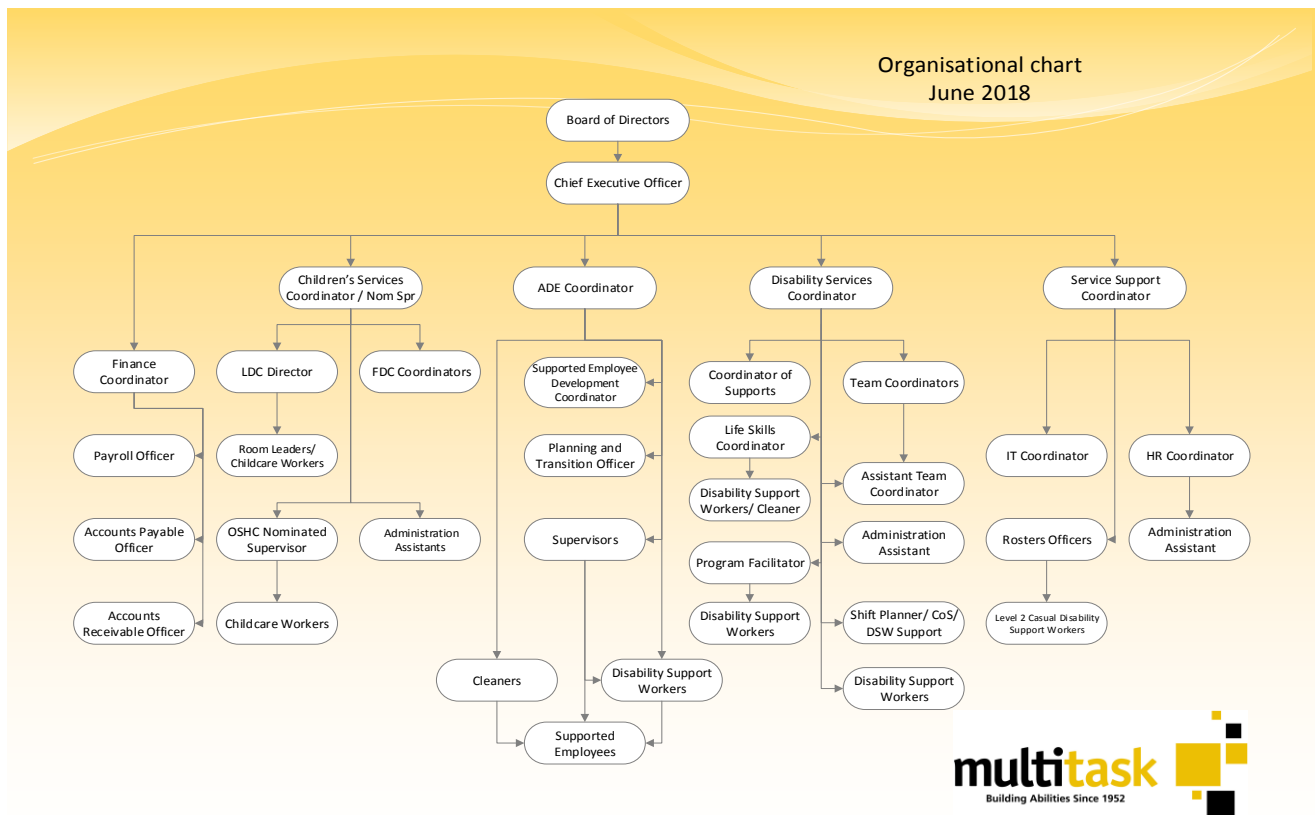 Organisational chart
June 2018
Board of Directors
Chief Executive Officer
Children's Services
Coordinator / Nom Spr
ADE Coordinator
Disability Services
Coordinator
Service Support
Coordinator
Finance
Coordinator
LDC Director
FDC Coordinators
Supported Employee
Development
Coordinator
Coordinator
of Supports
Team Coordinators
Payroll Officer
Room Leaders/
Childcare Workers
Planning and
Transition Officer
Life Skills
Coordinator
IT Coordinator
HR Coordinator
Disability Support
Workers/ Cleaner
Assistant Team
Coordinator
Accounts Payable
Officer
OSHC Nominated
Supervisor
Administration
Assistants
Supervisors
Administration
Assistant
Rosters Officers
Administration
Assistant
Program Facilitator
Accounts
Receivable Officer
Childcare Workers
Disability Support
Workers
Shift Planner/ CoS/
DSW Support
Level 2 Casual Disability
Support Workers
Cleaners
Disability Support
Workers
Disability Support
Workers
Supported
Employees
multitask
Building Abilities Since 1952